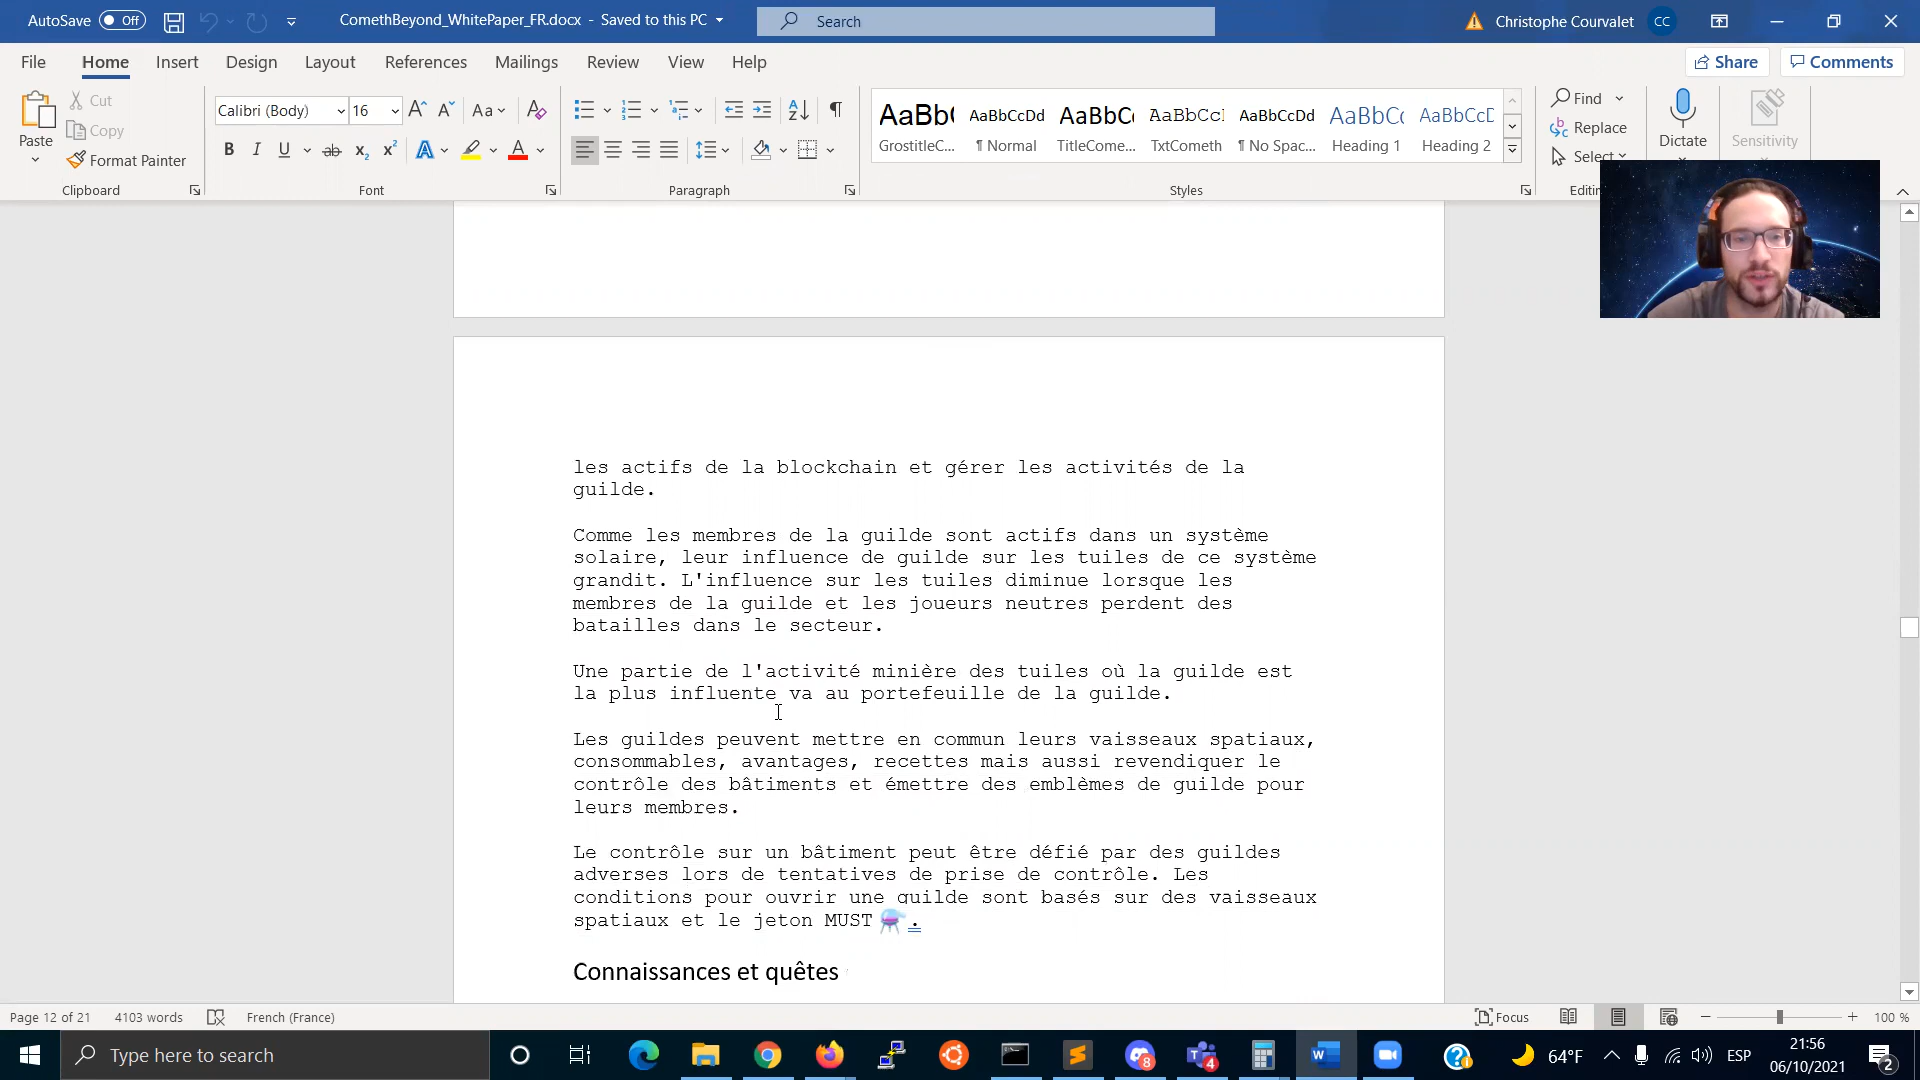 AutoSave Off ComethBeyond_WhitePaper_FR.docx - Saved to this PC Search Christophe Courvalet CC
File Home Insert Design Layout References Mailings Review View Help Share Comments
Paste Cut Copy Format Painter
Clipboard
Calibri (Body) 16
Font
Paragraph
AaBb( AaBbCcDd AaBbC( AaBbCcI AaBbCcDd AaBbC( AaBbCcD
GrostitleC... ¶ Normal TitleCome... TxtCometh ¶ No Spac... Heading 1 Heading 2
Styles
Find
Replace
Select
Editin
Dictate
Sensitivity
les actifs de la blockchain et gérer les activités de la
guilde.
Comme les membres de la guilde sont actifs dans un système
solaire, leur influence de guilde sur les tuiles de ce système
grandit. L'influence sur les tuiles diminue lorsque les
membres de la guilde et les joueurs neutres perdent des
batailles dans le secteur.
Une partie de l'activité minière des tuiles où la guilde est
la plus influente va au portefeuille de la guilde.
Les guildes peuvent mettre en commun leurs vaisseaux spatiaux,
consommables, avantages, recettes mais aussi revendiquer le
contrôle des bâtiments et émettre des emblèmes de guilde pour
leurs membres.
Le contrôle sur un bâtiment peut être défié par des guildes
adverses lors de tentatives de prise de contrôle. Les
conditions pour ouvrir une guilde sont basés sur des vaisseaux
spatiaux et le jeton MUST ⚗️.
Connaissances et quêtes
Page 12 of 21 4103 words French (France) Focus 100 %
Type here to search 8 4 64°F ESP 21:56
06/10/2021 2